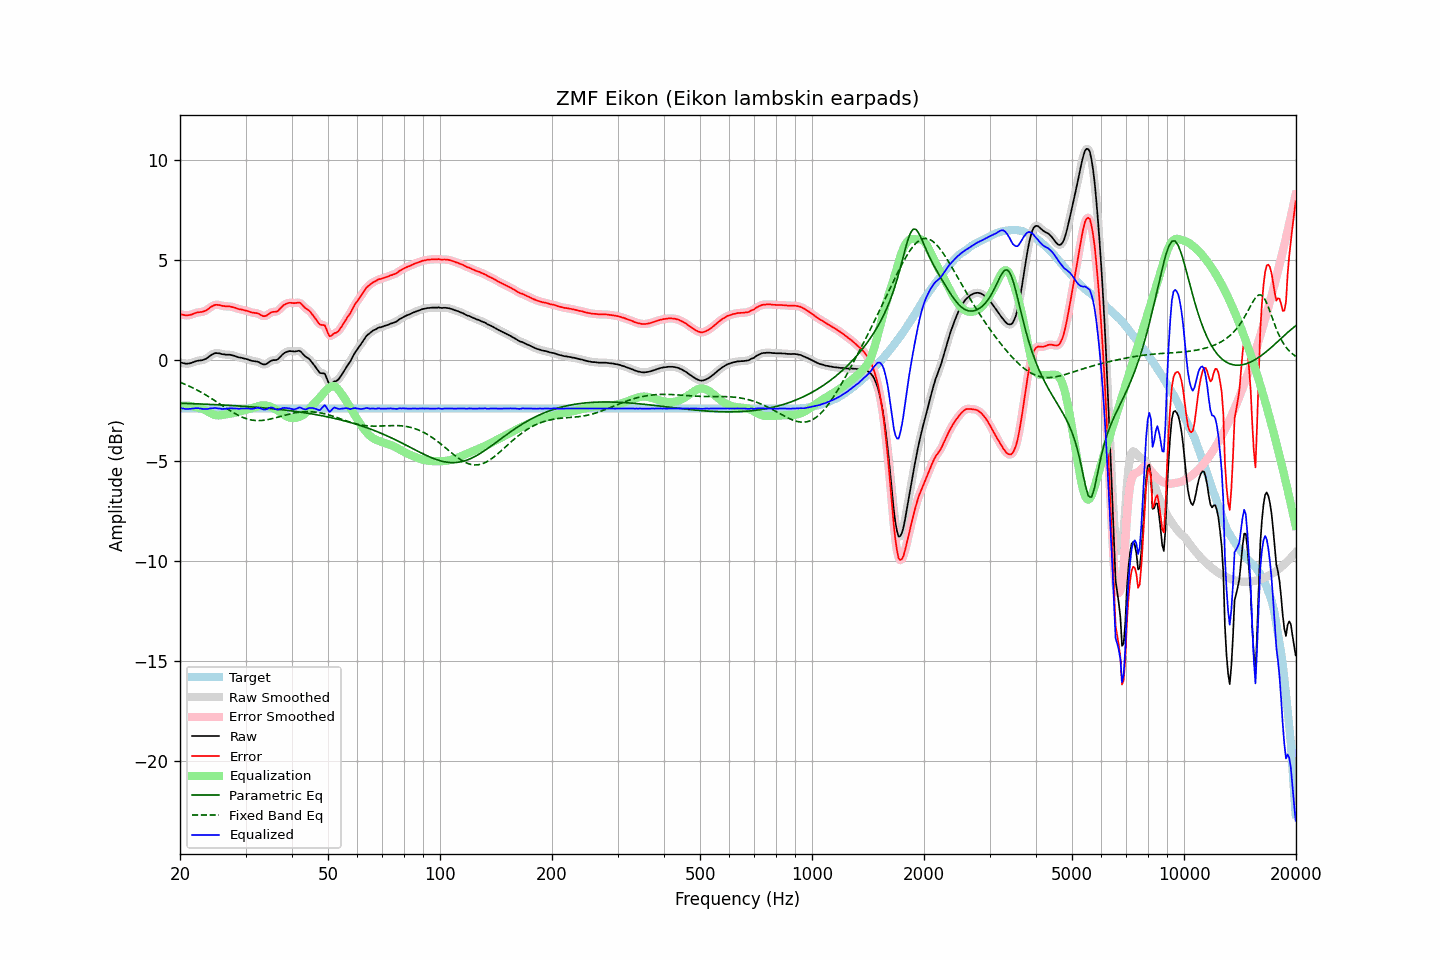 ZMF Eikon (Eikon lambskin earpads)
Amplitude (dBr)
10
5
0
−5
−10
−15
−20
Target
Raw Smoothed
Error Smoothed
Raw
Error
Equalization
Parametric Eq
Fixed Band Eq
Equalized
20 50 100 200 500 1000 2000 5000 10000 20000
Frequency (Hz)